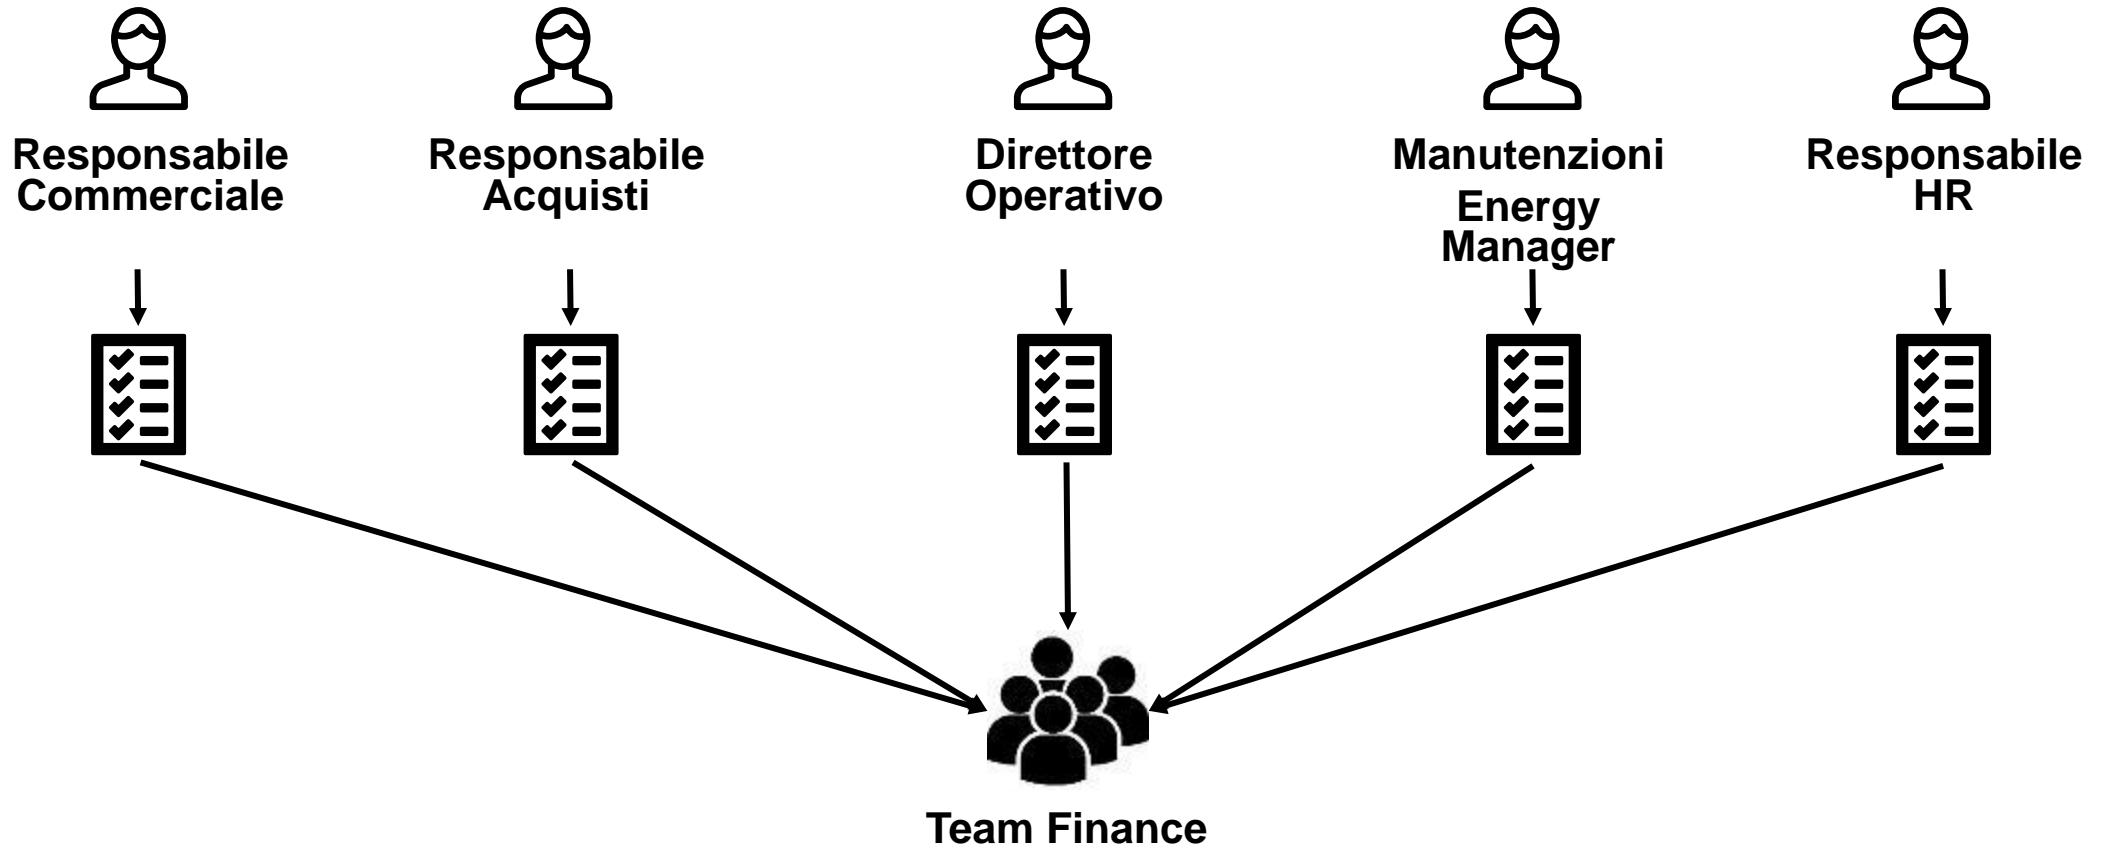 Responsabile
Commerciale
Responsabile
Acquisti
Direttore
Operativo
Manutenzioni
Energy
Manager
Responsabile
HR
Team Finance